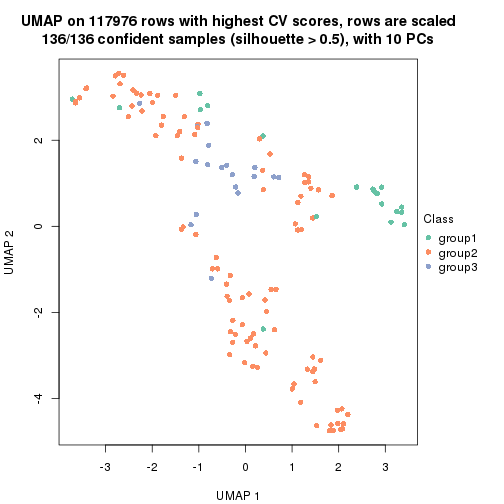 UMAP on 117976 rows with highest CV scores, rows are scaled
136/136 confident samples (silhouette > 0.5), with 10 PCs
2
0
-2
-4
UMAP 2
-3
-2
-1
0
1
2
3
UMAP 1
Class
group1
group2
group3